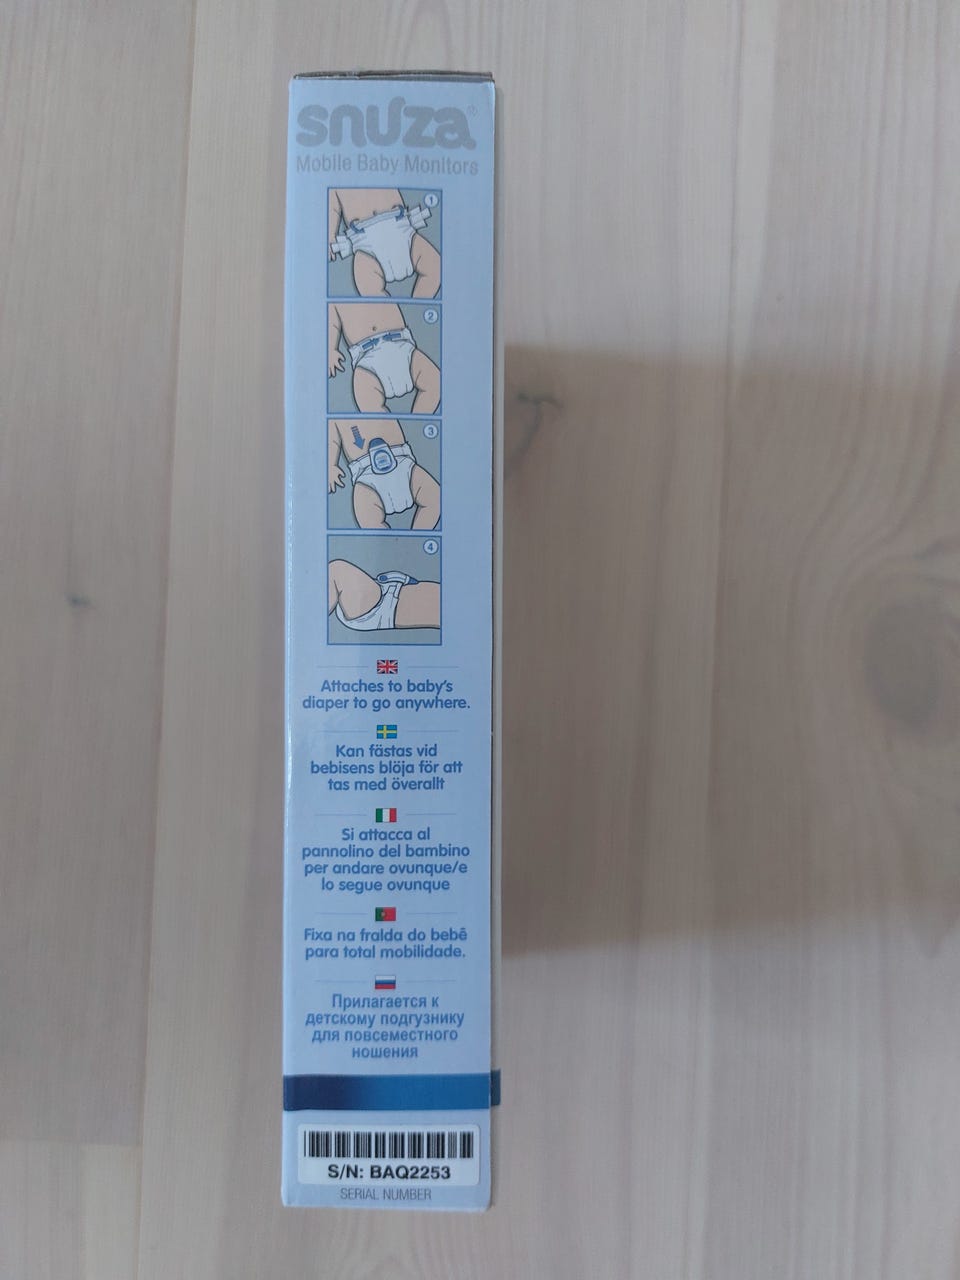 snuza®
Mobile Baby Monitors
1
2
3
4
Attaches to baby's
diaper to go anywhere.
Kan fästas vid
bebisens blöja för att
tas med överallt
Si attacca al
pannolino del bambino
per andare ovunque/e
lo segue ovunque
Fixa na fralda do bebê
para total mobilidade.
Прилагается к
детскому подгузнику
для повсеместного
ношения
S/N: BAQ2253
SERIAL NUMBER